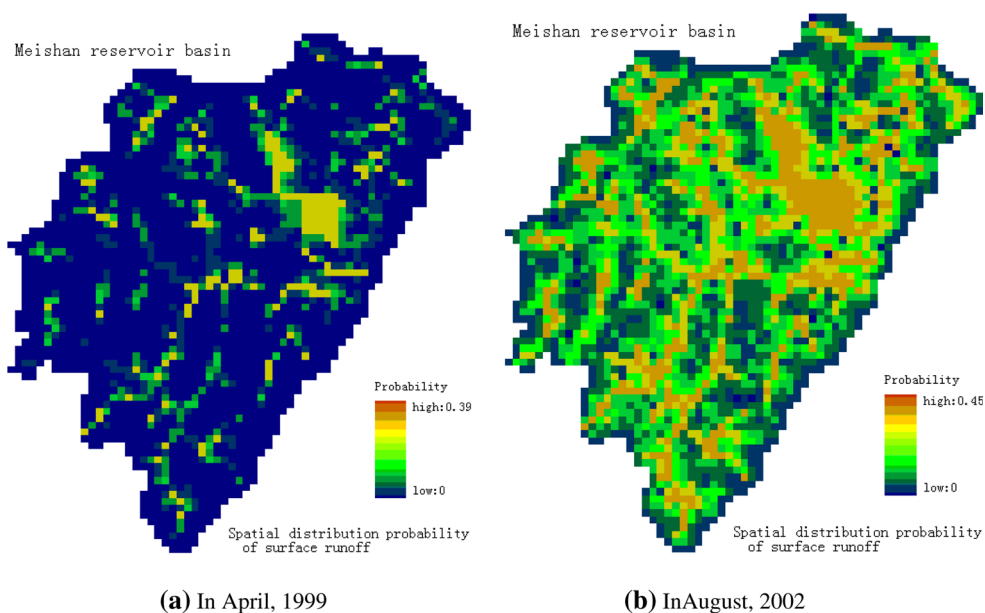 Meishan reservoir basin
Probability
high:0.39
low:0
Spatial distribution probability
of surface runoff
(a) In April, 1999
Meishan reservoir basin
Probability
high:0.45
low:0
Spatial distribution probability
of surface runoff
(b) InAugust, 2002